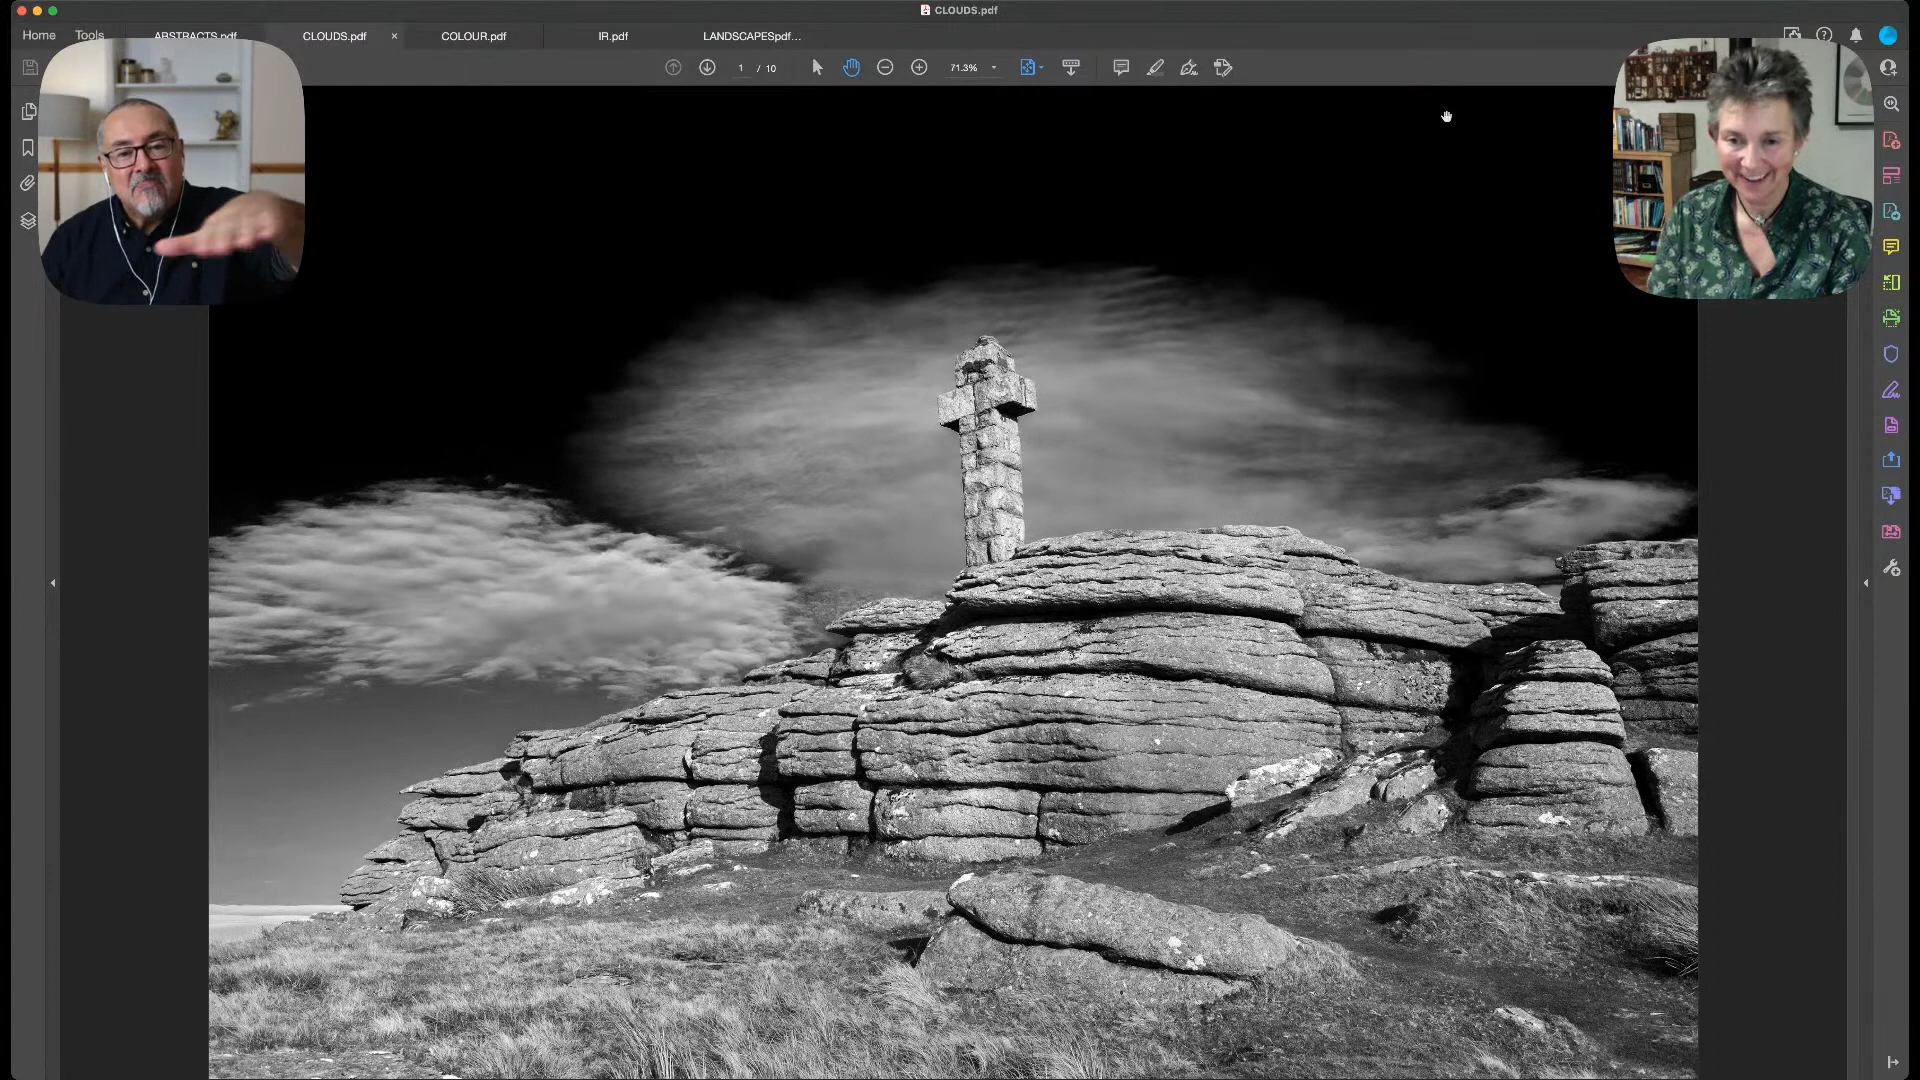 CLOUDS.pdf
Home Tools ABSTRACTS.pdf CLOUDS.pdf × COLOUR.pdf IR.pdf LANDSCAPESpdf...
1 / 10 71.3%